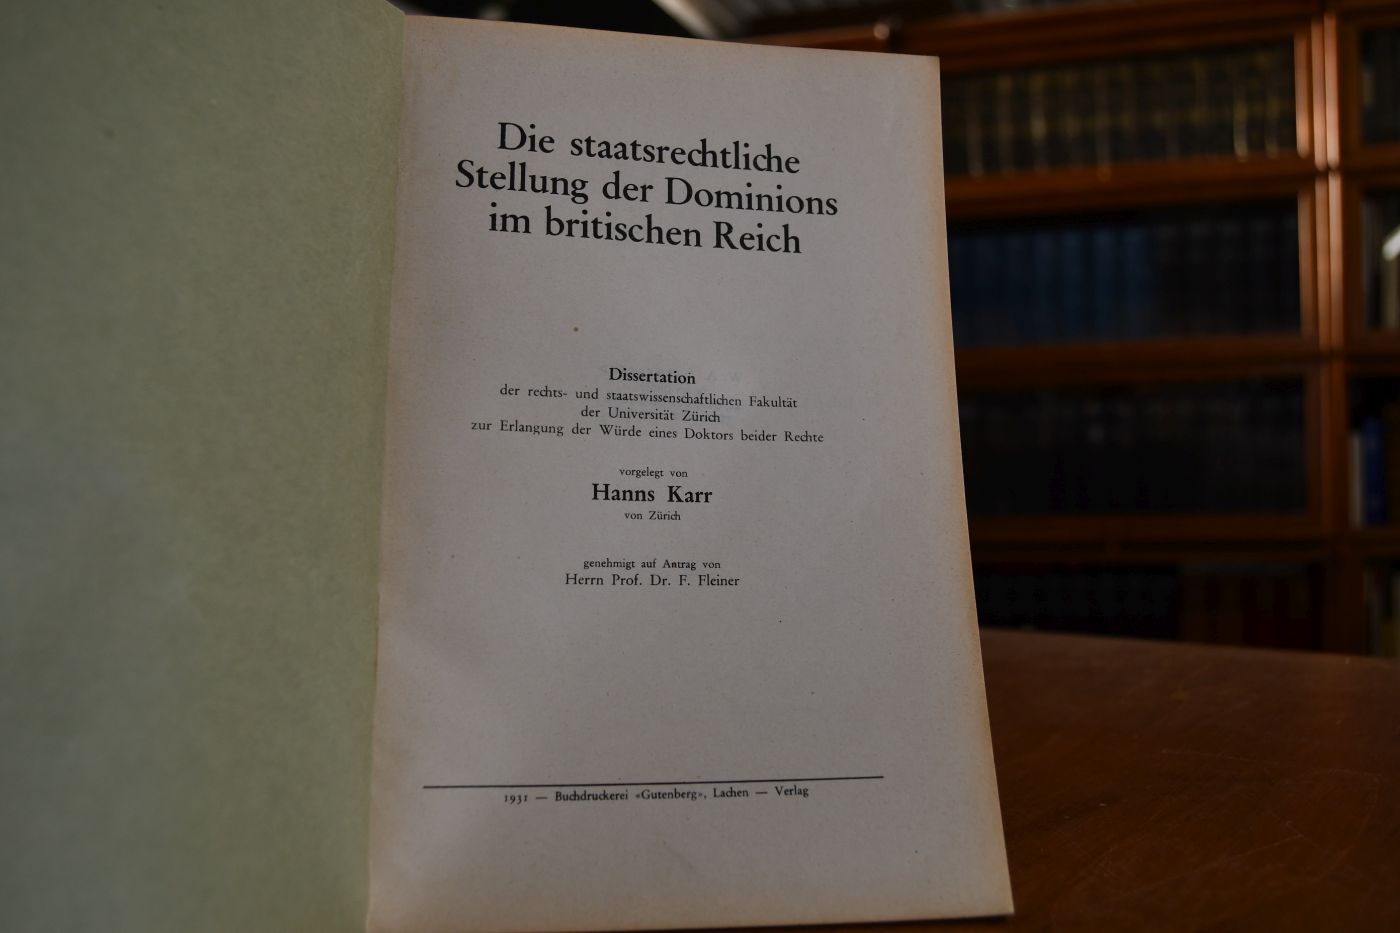 Die staatsrechtliche
Stellung der Dominions
im britischen Reich
Dissertation
der rechts- und staatswissenschaftlichen Fakultät
der Universität Zürich
zur Erlangung der Würde eines Doktors beider Rechte
vorgelegt von
Hanns Karr
von Zürich
genehmigt auf Antrag von
Herrn Prof. Dr. F. Fleiner
1931 — Buchdruckerei «Gutenberg», Lachen — Verlag